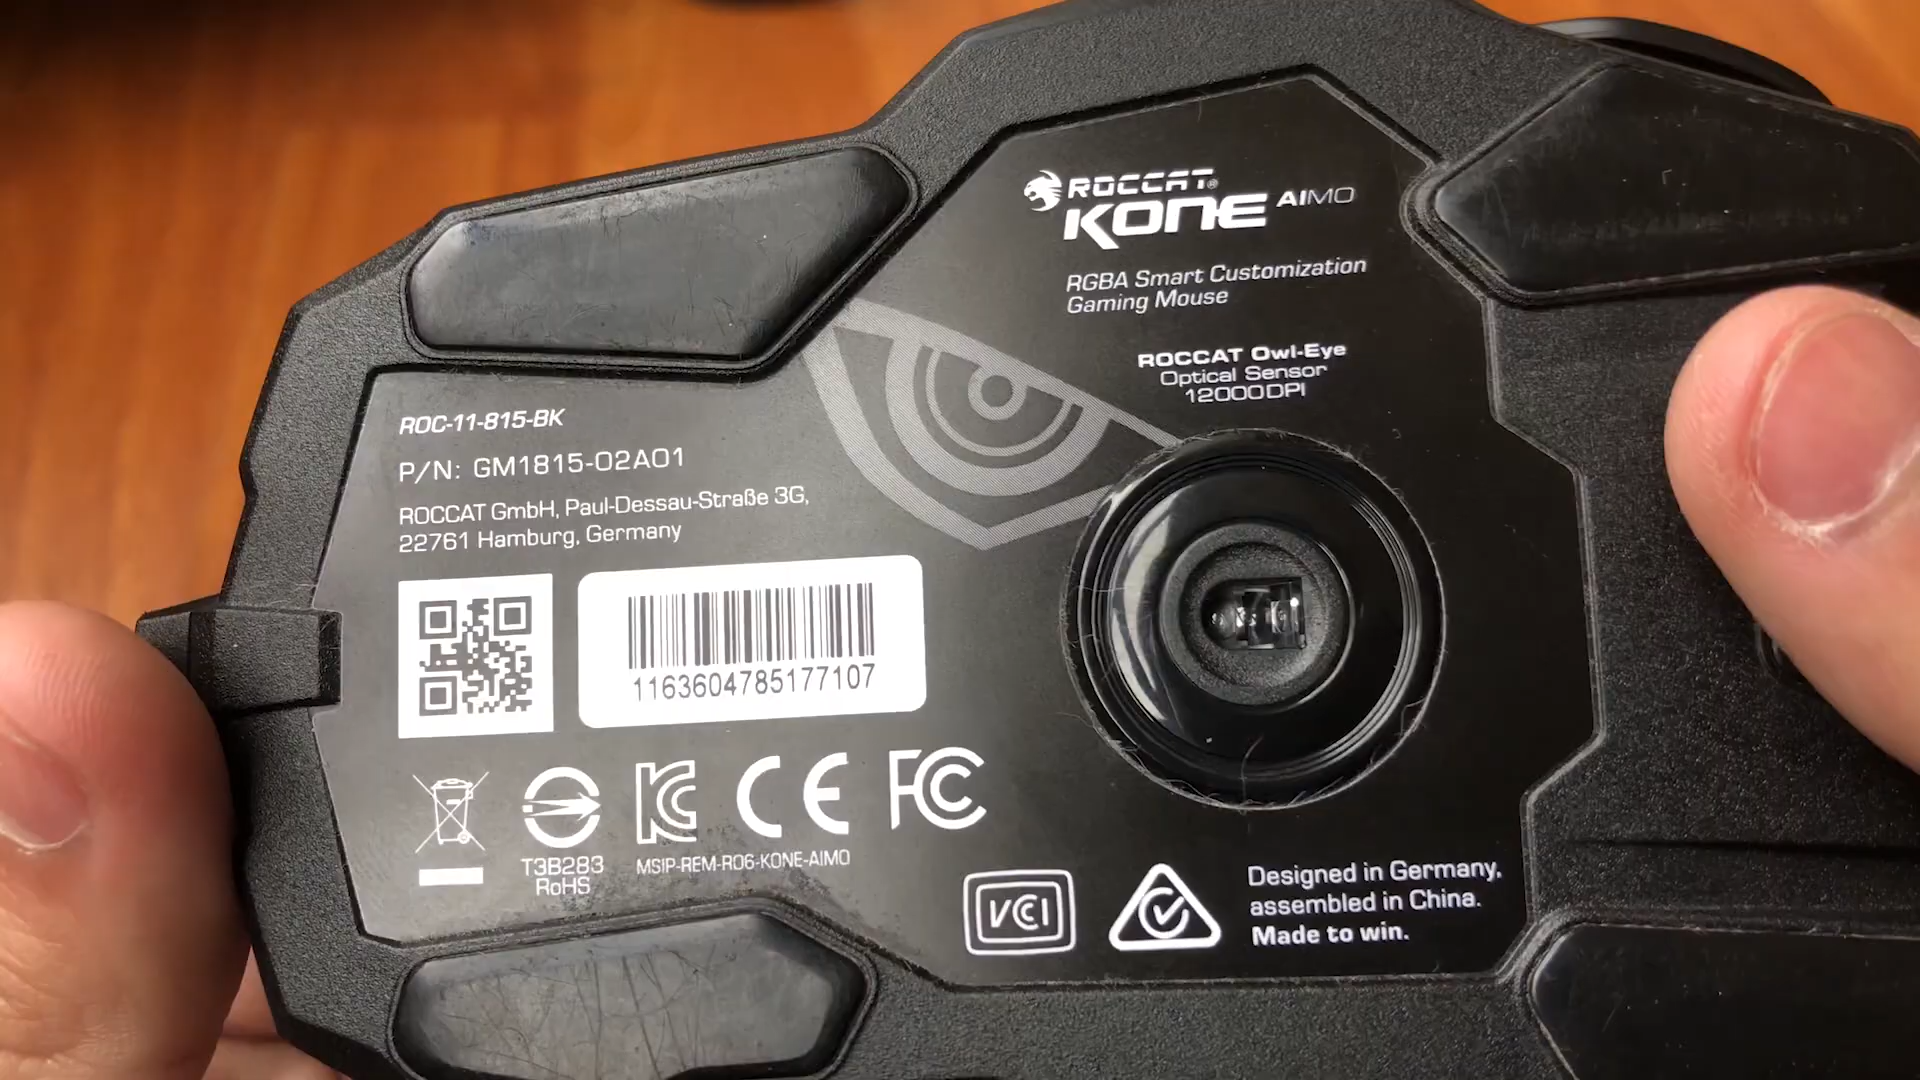 ROCCAT®
KONE AIMO
RGBA Smart Customization
Gaming Mouse
ROCCAT Owl-Eye
Optical Sensor
12000DPI
ROC-11-815-BK
P/N: GM1815-02A01
ROCCAT GmbH, Paul-Dessau-Straße 3G,
22761 Hamburg, Germany
1163604785177107
CE FC
T3B283
RoHS
MSIP-REM-R06-KONE-AIMO
VCI
Designed in Germany,
assembled in China.
Made to win.